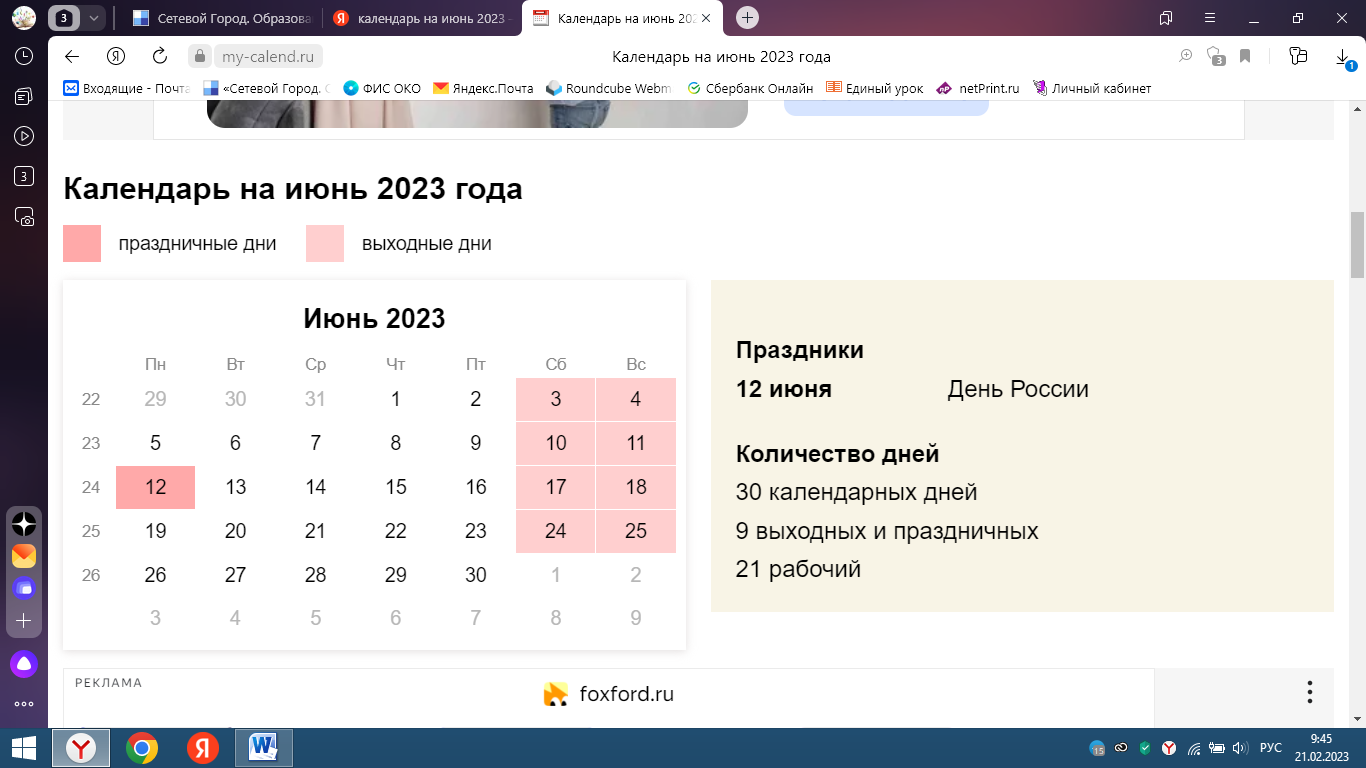 3
Сетевой Город. Образова
календарь на июнь 2023 -
Календарь на июнь 202
my-calend.ru
Календарь на июнь 2023 года
3
1
Входящие - Почта
«Сетевой Город. О
ФИС ОКО
Яндекс.Почта
Roundcube Webm
Сбербанк Онлайн
Единый урок
netPrint.ru
Личный кабинет
3
Календарь на июнь 2023 года
праздничные дни выходные дни
Июнь 2023
Пн Вт Ср Чт Пт Сб Вс
22 29 30 31 1 2 3 4
23 5 6 7 8 9 10 11
24 12 13 14 15 16 17 18
25 19 20 21 22 23 24 25
26 26 27 28 29 30 1 2
3 4 5 6 7 8 9
Праздники
12 июня День России
Количество дней
30 календарных дней
9 выходных и праздничных
21 рабочий
РЕКЛАМА
foxford.ru
15
РУС
9:45
21.02.2023